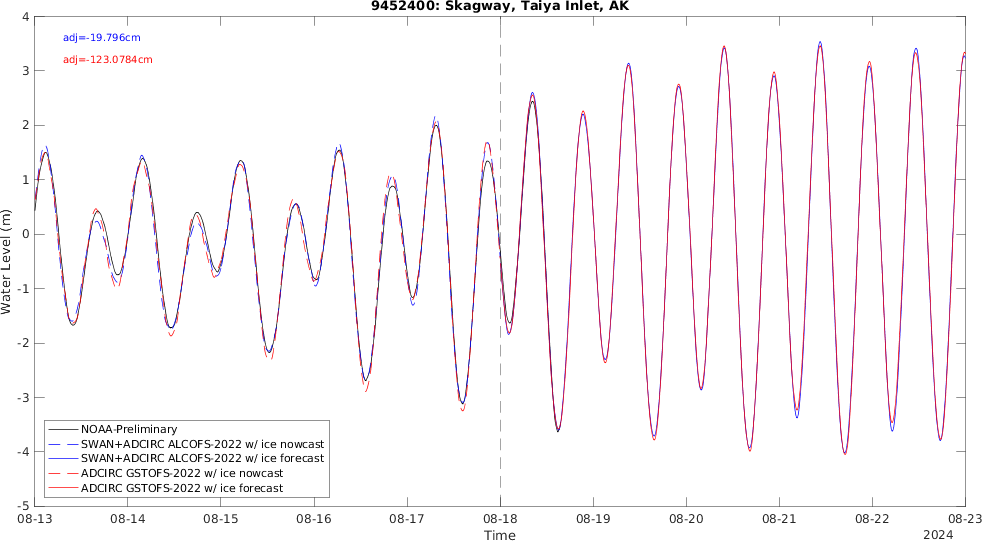 9452400: Skagway, Taiya Inlet, AK
adj=-19.796cm
adj=-123.0784cm
4
3
2
1
0
-1
-2
-3
-4
-5
Water Level (m)
NOAA-Preliminary
SWAN+ADCIRC ALCOFS-2022 w/ ice nowcast
SWAN+ADCIRC ALCOFS-2022 w/ ice forecast
ADCIRC GSTOFS-2022 w/ ice nowcast
ADCIRC GSTOFS-2022 w/ ice forecast
08-13 08-14 08-15 08-16 08-17 08-18 08-19 08-20 08-21 08-22 08-23
Time
2024